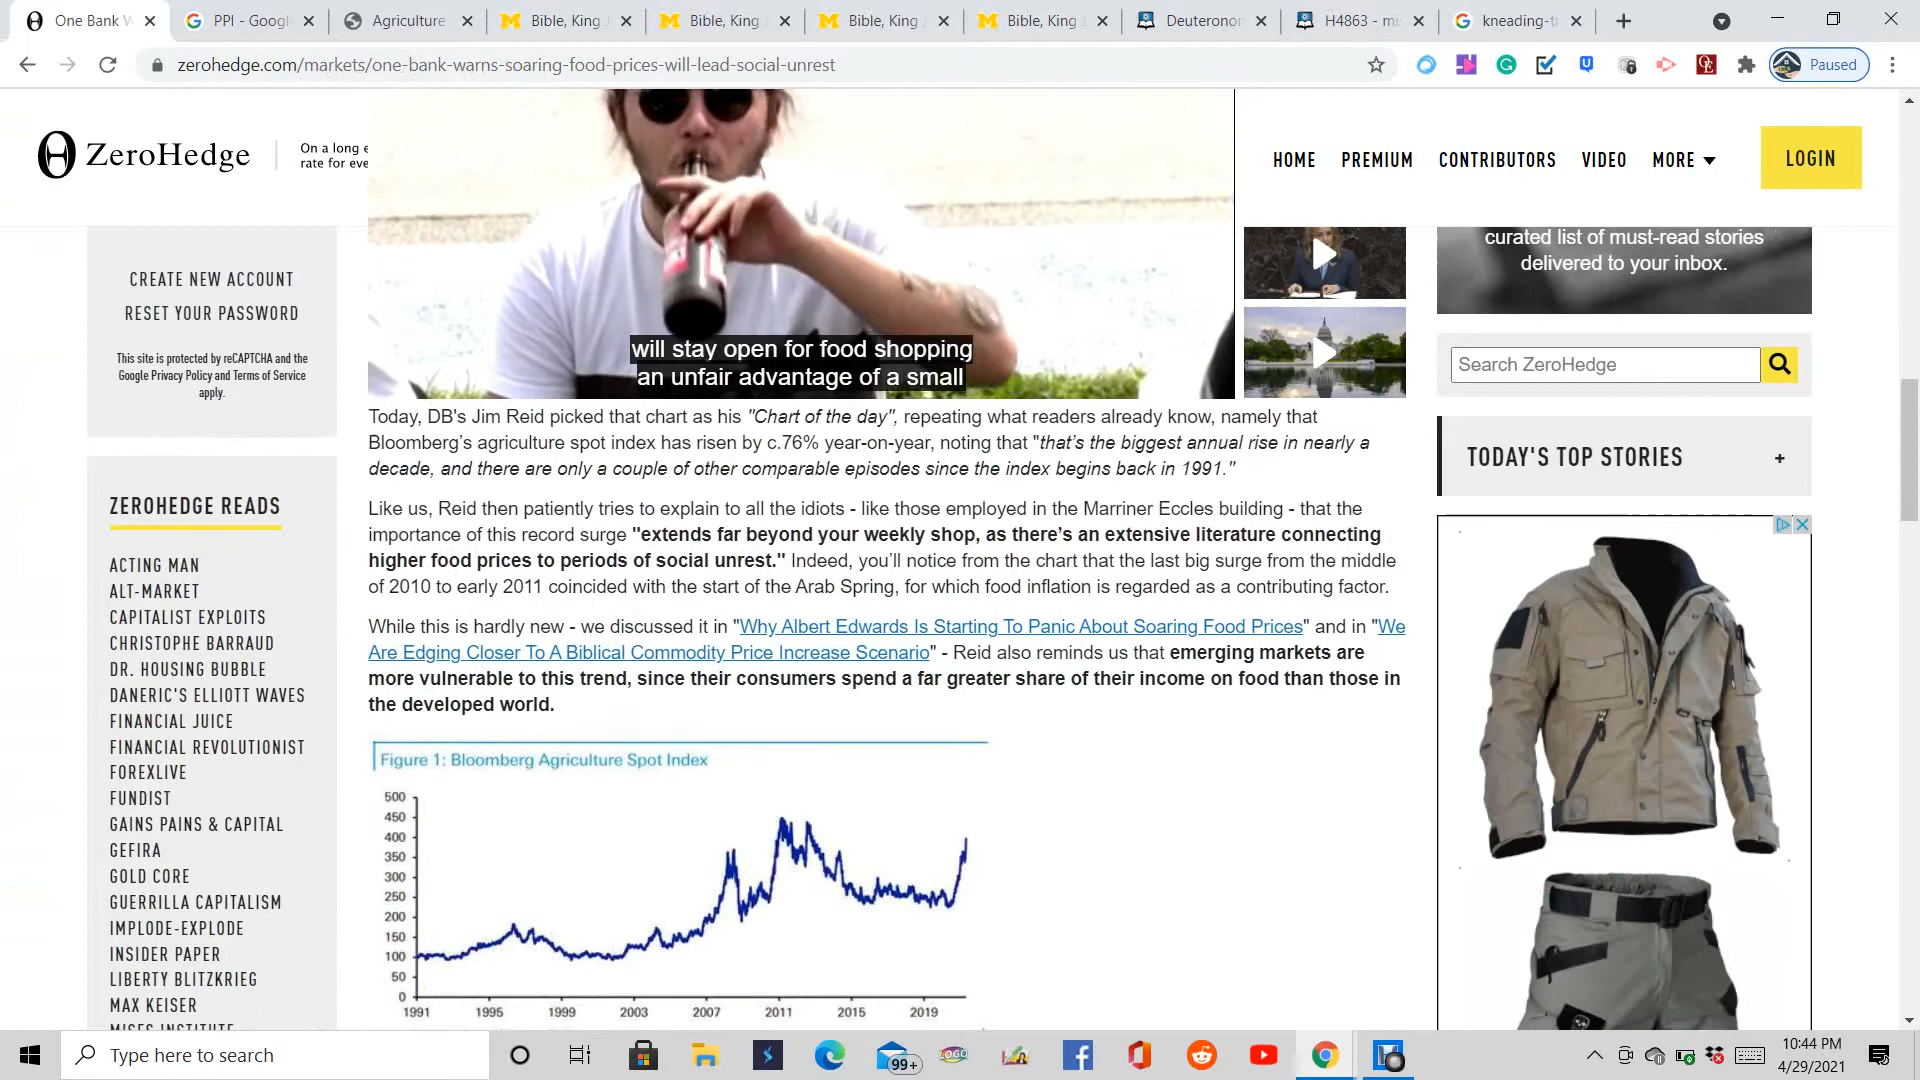 One Bank W
PPI - Googl
Agriculture
Bible, King J
Bible, King J
Bible, King J
Bible, King J
Deuterono
H4863 - mi
kneading-t
zerohedge.com/markets/one-bank-warns-soaring-food-prices-will-lead-social-unrest
Paused
ZeroHedge
On a long
rate for eve
HOME
PREMIUM
CONTRIBUTORS
VIDEO
MORE
LOGIN
CREATE NEW ACCOUNT
RESET YOUR PASSWORD
This site is protected by reCAPTCHA and the
Google Privacy Policy and Terms of Service
apply.
ZEROHEDGE READS
ACTING MAN
ALT-MARKET
CAPITALIST EXPLOITS
CHRISTOPHE BARRAUD
DR. HOUSING BUBBLE
DANERIC'S ELLIOTT WAVES
FINANCIAL JUICE
FINANCIAL REVOLUTIONIST
FOREXLIVE
FUNDIST
GAINS PAINS & CAPITAL
GEFIRA
GOLD CORE
GUERRILLA CAPITALISM
IMPLODE-EXPLODE
INSIDER PAPER
LIBERTY BLITZKRIEG
MAX KEISER
MISES INSTITUTE
will stay open for food shopping
an unfair advantage of a small
Today, DB's Jim Reid picked that chart as his "Chart of the day", repeating what readers already know, namely that
Bloomberg's agriculture spot index has risen by c.76% year-on-year, noting that "that's the biggest annual rise in nearly a
decade, and there are only a couple of other comparable episodes since the index begins back in 1991."
Like us, Reid then patiently tries to explain to all the idiots - like those employed in the Marriner Eccles building - that the
importance of this record surge "extends far beyond your weekly shop, as there's an extensive literature connecting
higher food prices to periods of social unrest." Indeed, you'll notice from the chart that the last big surge from the middle
of 2010 to early 2011 coincided with the start of the Arab Spring, for which food inflation is regarded as a contributing factor.
While this is hardly new - we discussed it in "Why Albert Edwards Is Starting To Panic About Soaring Food Prices" and in "We
Are Edging Closer To A Biblical Commodity Price Increase Scenario" - Reid also reminds us that emerging markets are
more vulnerable to this trend, since their consumers spend a far greater share of their income on food than those in
the developed world.
Figure 1: Bloomberg Agriculture Spot Index
500
450
400
350
300
250
200
150
100
50
0
1991
1995
1999
2003
2007
2011
2015
2019
curated list of must-read stories
delivered to your inbox.
Search ZeroHedge
TODAY'S TOP STORIES
+
Type here to search
99+
LOGO
10:44 PM
4/29/2021